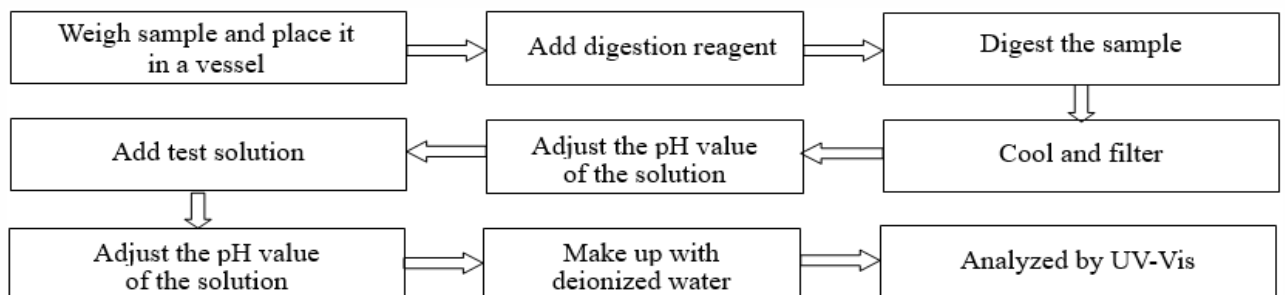 Weigh sample and place it
in a vessel
Add digestion reagent
Digest the sample
Cool and filter
Adjust the pH value
of the solution
Add test solution
Adjust the pH value
of the solution
Make up with
deionized water
Analyzed by UV-Vis